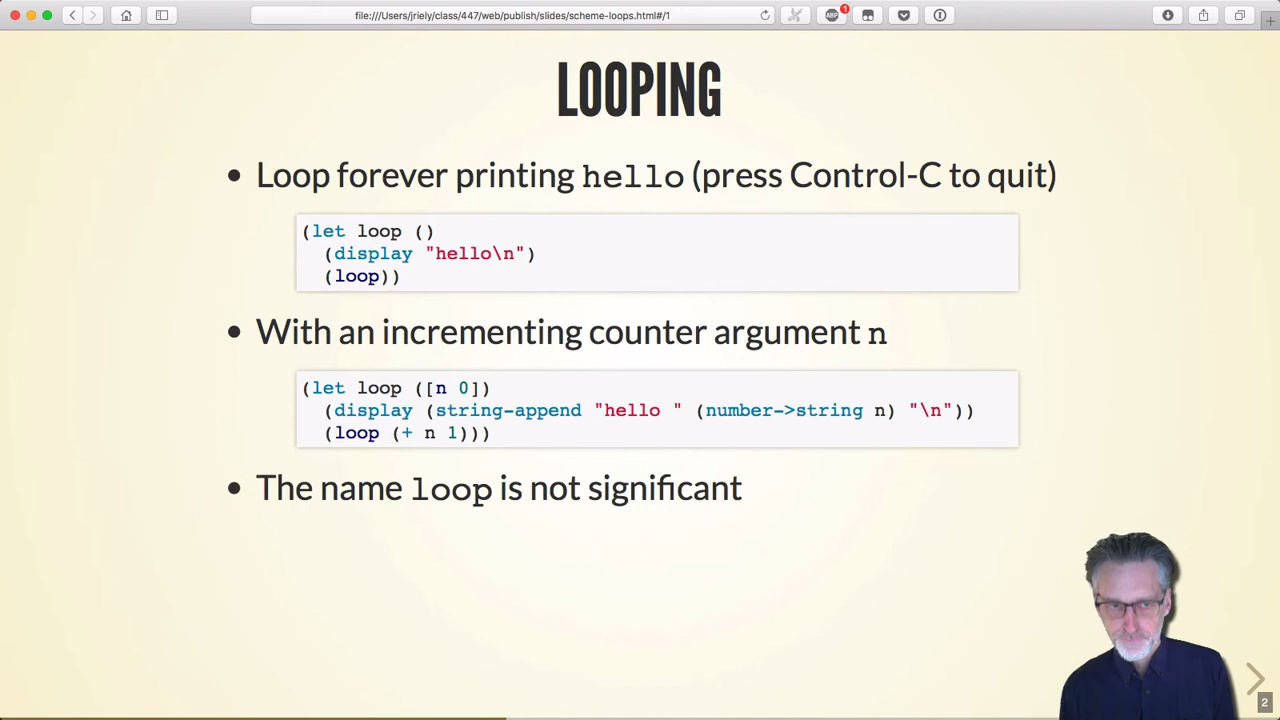 file:///Users/jriely/class/447/web/publish/slides/scheme-loops.html#/1
ABP
1
LOOPING
• Loop forever printing hello (press Control-C to quit)
(let loop ()
  (display "hello\n")
  (loop))
• With an incrementing counter argument n
(let loop ([n 0])
  (display (string-append "hello " (number->string n) "\n"))
  (loop (+ n 1)))
• The name loop is not significant
2